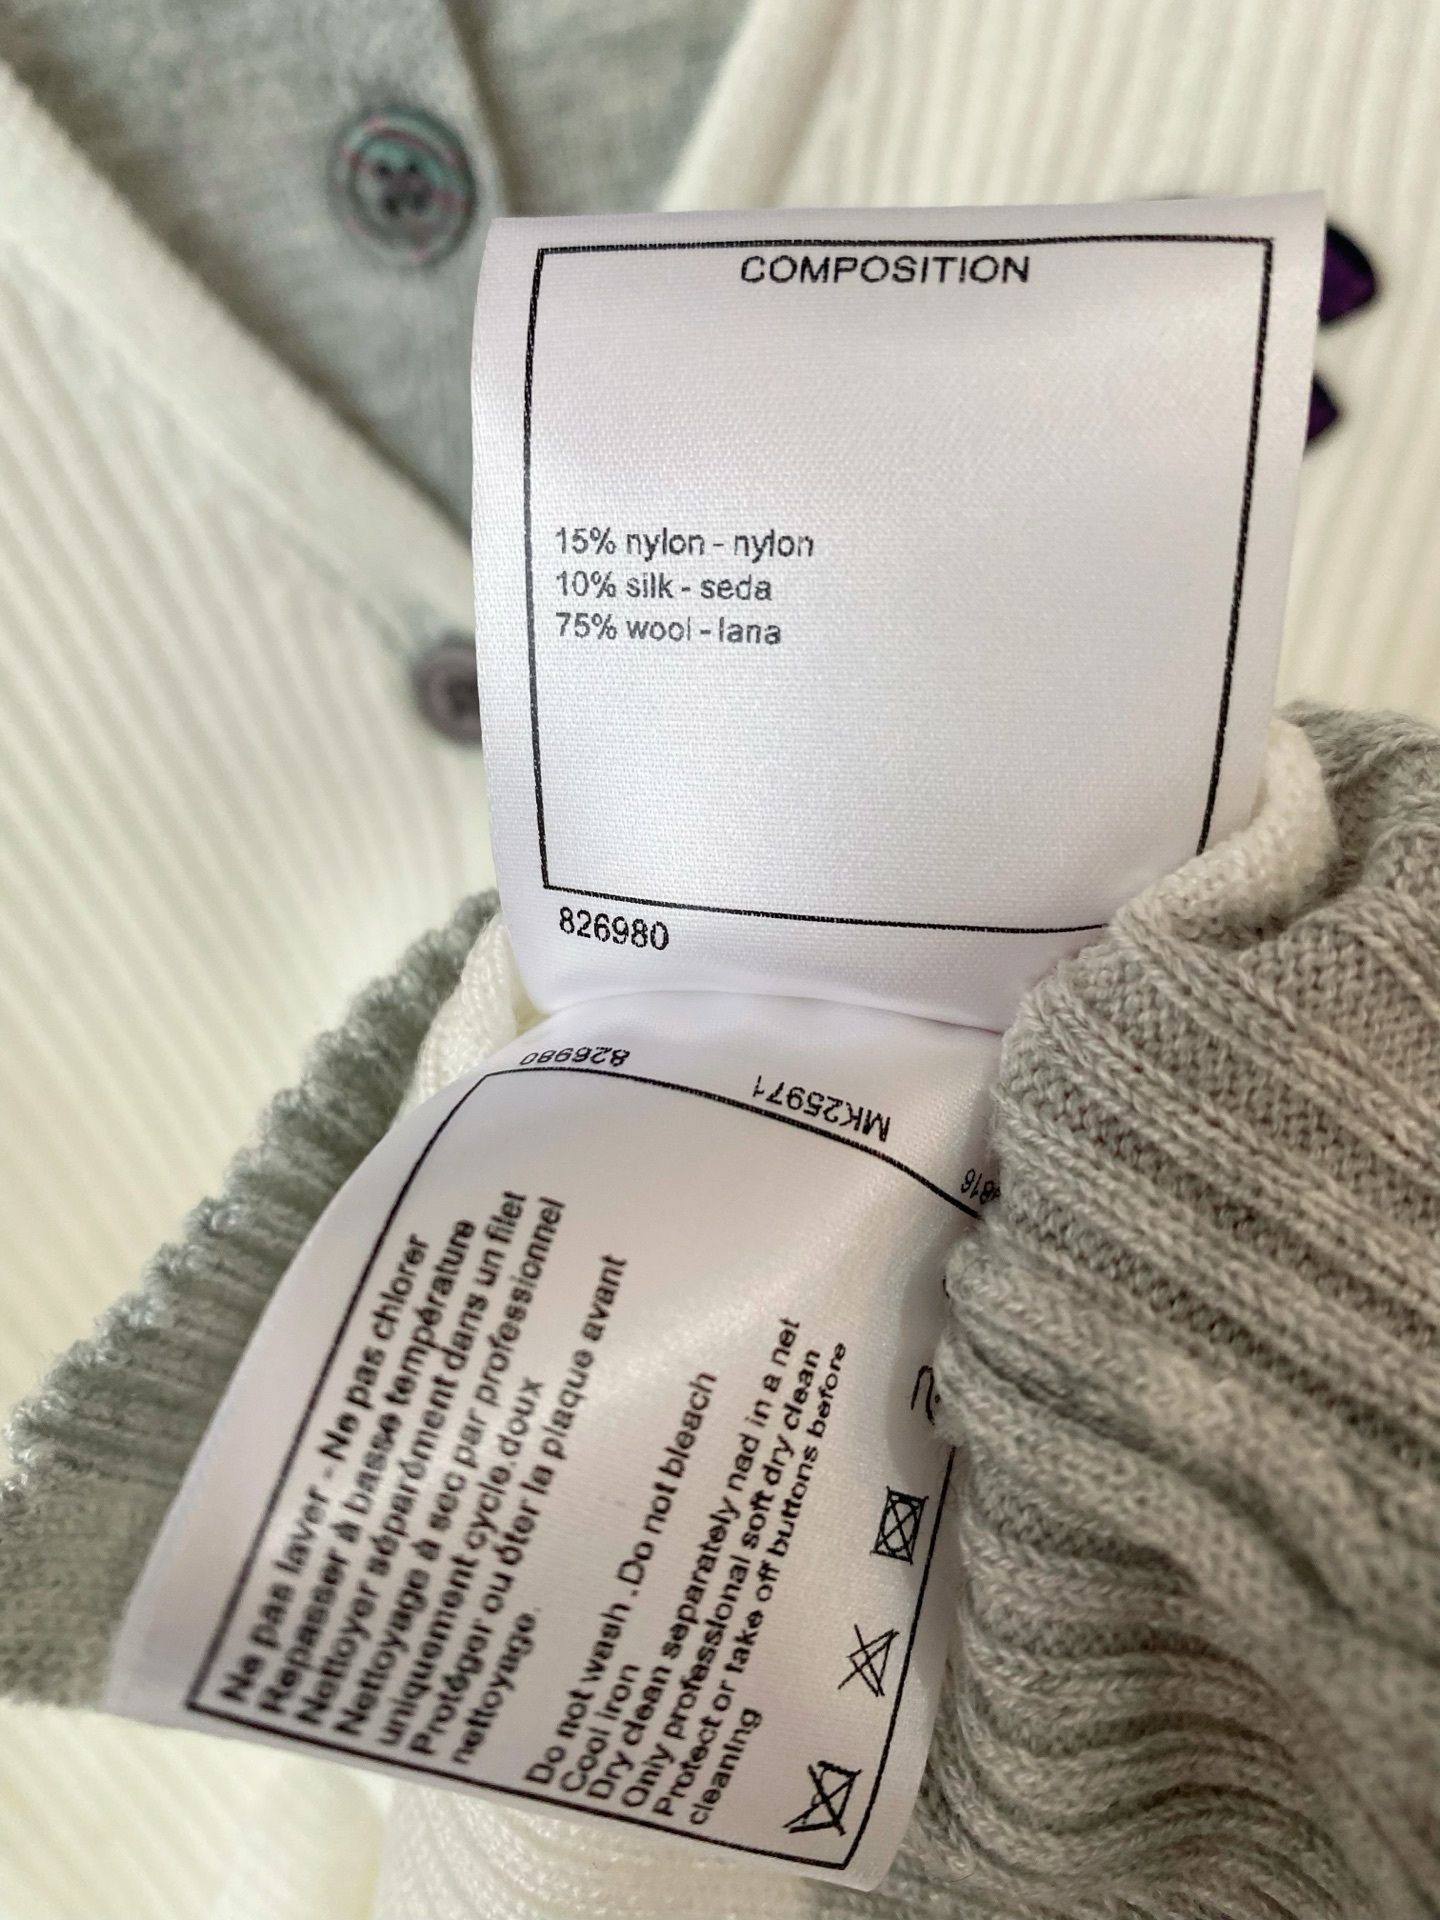 COMPOSITION
15% nylon - nylon
10% silk - seda
75% wool - lana
826980
826980
MK25971
816
Ne pas laver - Ne pas chlorer
Repasser à basse température
Nettoyer séparément dans un filet
Nettoyage à sec par professionnel
uniquement cycle.doux
Protéger ou ôter la plaque avant
nettoyage.
Do not wash .Do not bleach
Cool iron
Dry clean separately nad in a net
Only professional soft dry clean
Protect or take off buttons before
cleaning